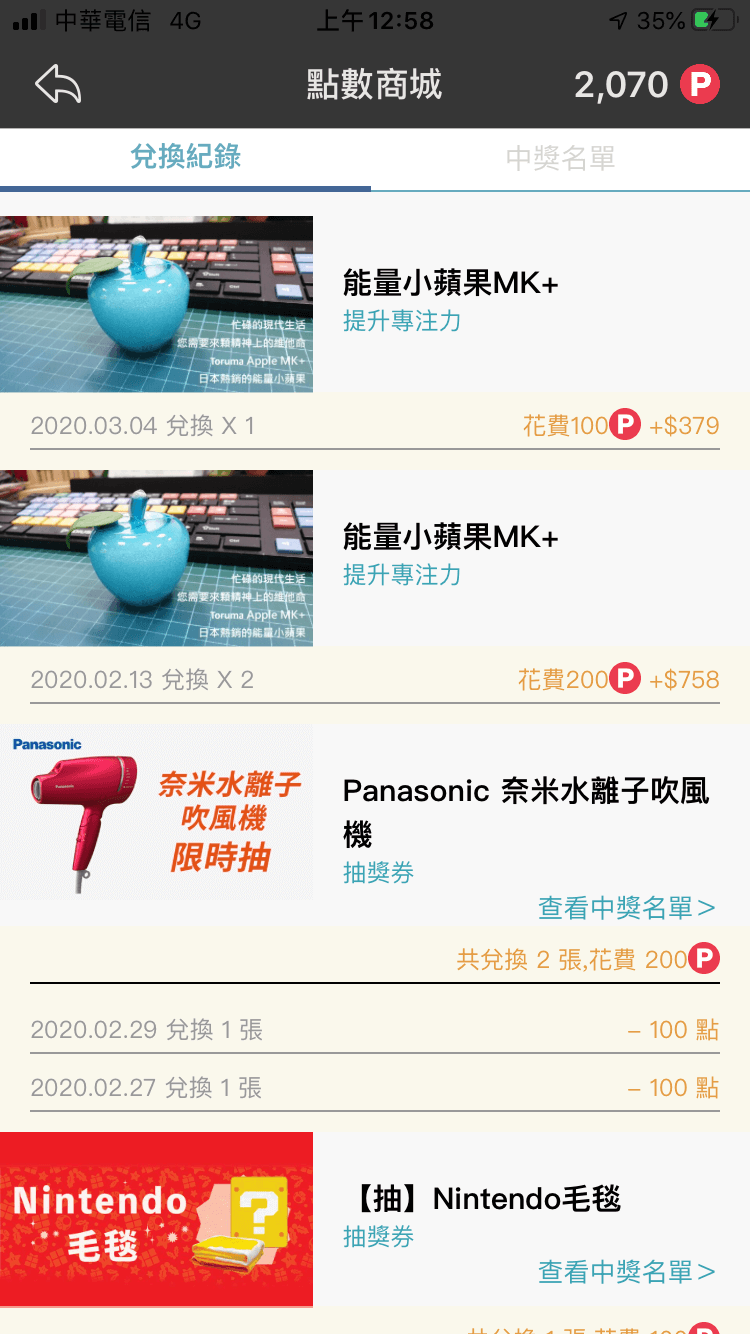 中華電信 4G 上午12:58 35%
點數商城 2,070 P
兌換紀錄 中獎名單
忙碌的現代生活
您需要來顆精神上的維他命
Toruma Apple MK+
日本熱銷的能量小蘋果
能量小蘋果MK+
提升專注力
2020.03.04 兌換 X 1 花費100P +$379
忙碌的現代生活
您需要來顆精神上的維他命
Toruma Apple MK+
日本熱銷的能量小蘋果
能量小蘋果MK+
提升專注力
2020.02.13 兌換 X 2 花費200P +$758
Panasonic
奈米水離子
吹風機
限時抽
Panasonic 奈米水離子吹風
機
抽獎券
查看中獎名單>
共兌換 2 張,花費 200P
2020.02.29 兌換 1 張 – 100 點
2020.02.27 兌換 1 張 – 100 點
Nintendo
毛毯
?
【抽】Nintendo毛毯
抽獎券
查看中獎名單>